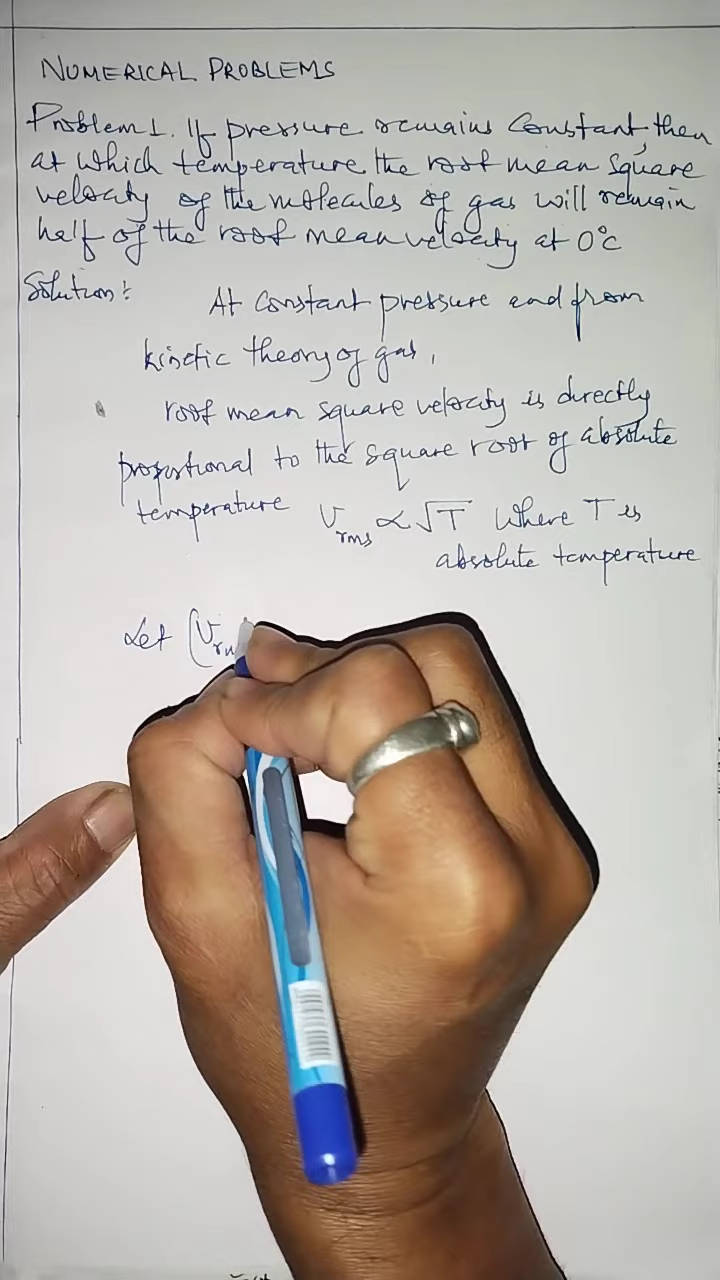 NUMERICAL PROBLEMS
Problem 1. If pressure remains constant, then
at which temperature the root mean square
velocity of the molecules of gas will remain
half of the root mean velocity at 0°C
Solution:
At constant pressure and from
kinetic theory of gas,
root mean square velocity is directly
proportional to the square root of absolute
temperature V_rms ∝ √T where T is
absolute temperature
Let (V_r